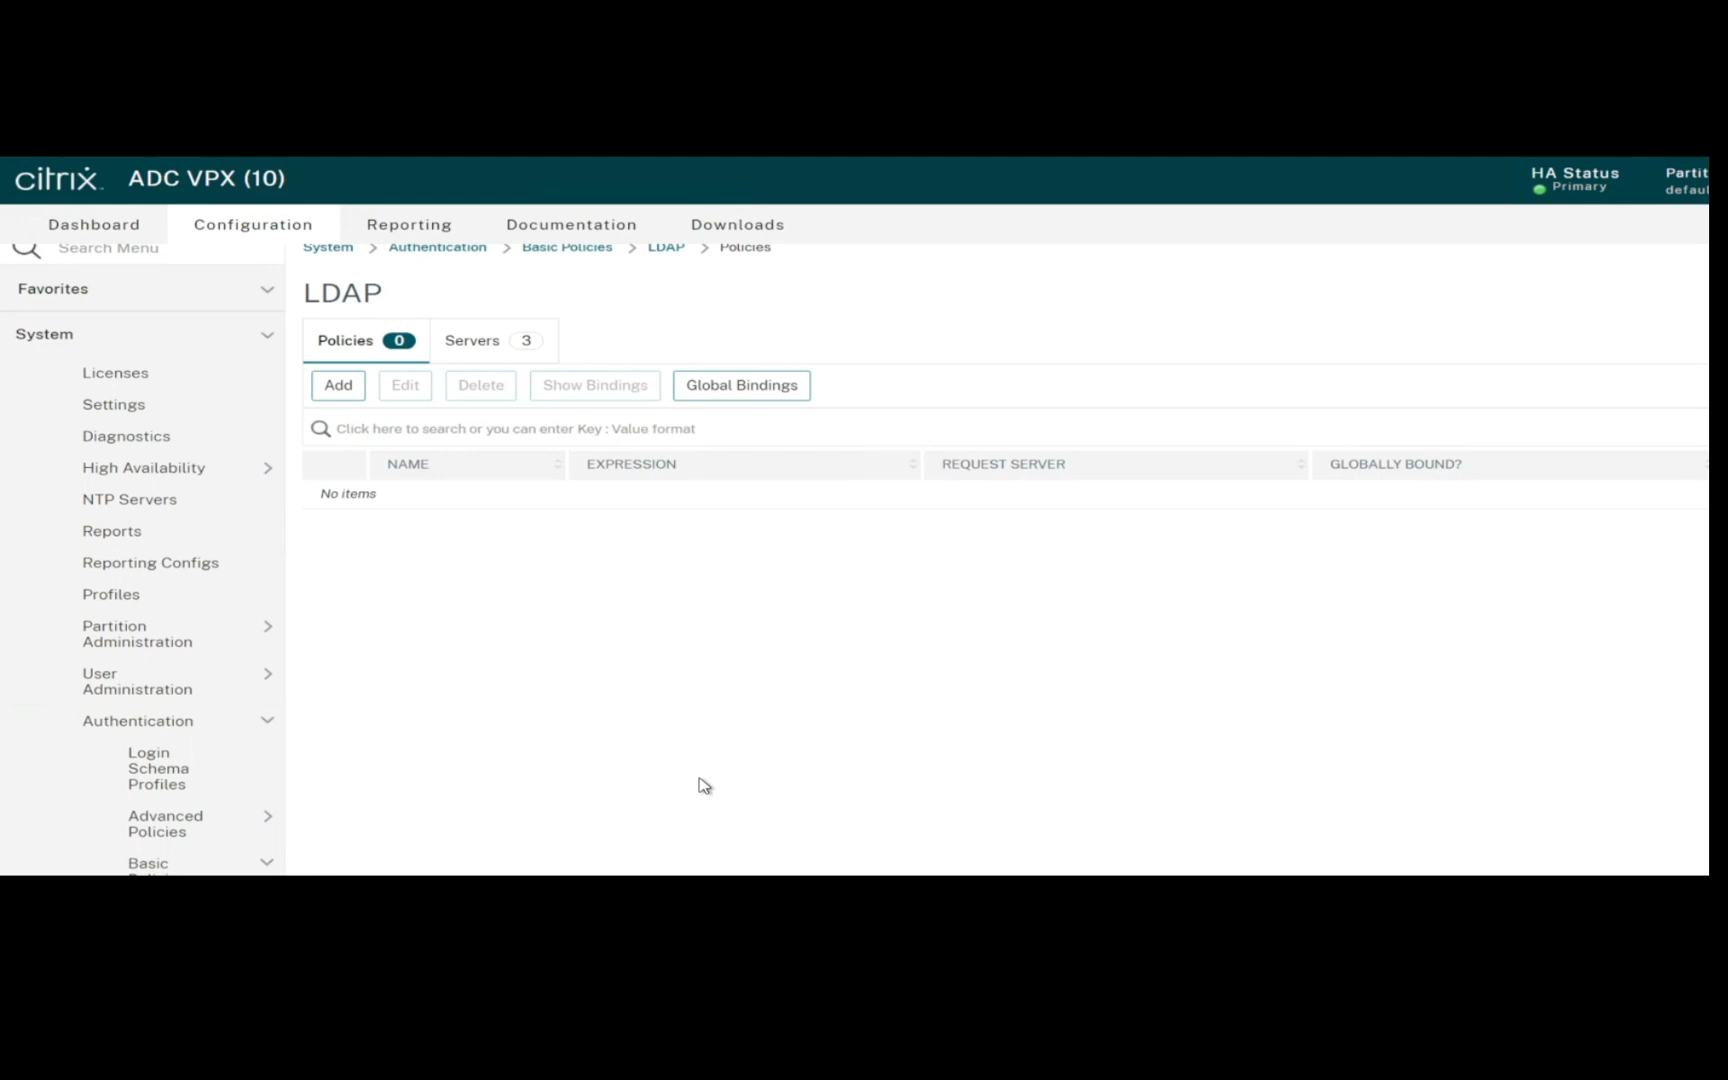 citrix ADC VPX (10)
HA Status
Primary
Partit
defaul
Dashboard Configuration Reporting Documentation Downloads
Search Menu
System > Authentication > Basic Policies > LDAP > Policies
Favorites
LDAP
System
Policies 0 Servers 3
Licenses
Add Edit Delete Show Bindings Global Bindings
Settings
Click here to search or you can enter Key : Value format
Diagnostics
NAME EXPRESSION REQUEST SERVER GLOBALLY BOUND?
High Availability
No items
NTP Servers
Reports
Reporting Configs
Profiles
Partition
Administration
User
Administration
Authentication
Login
Schema
Profiles
Advanced
Policies
Basic